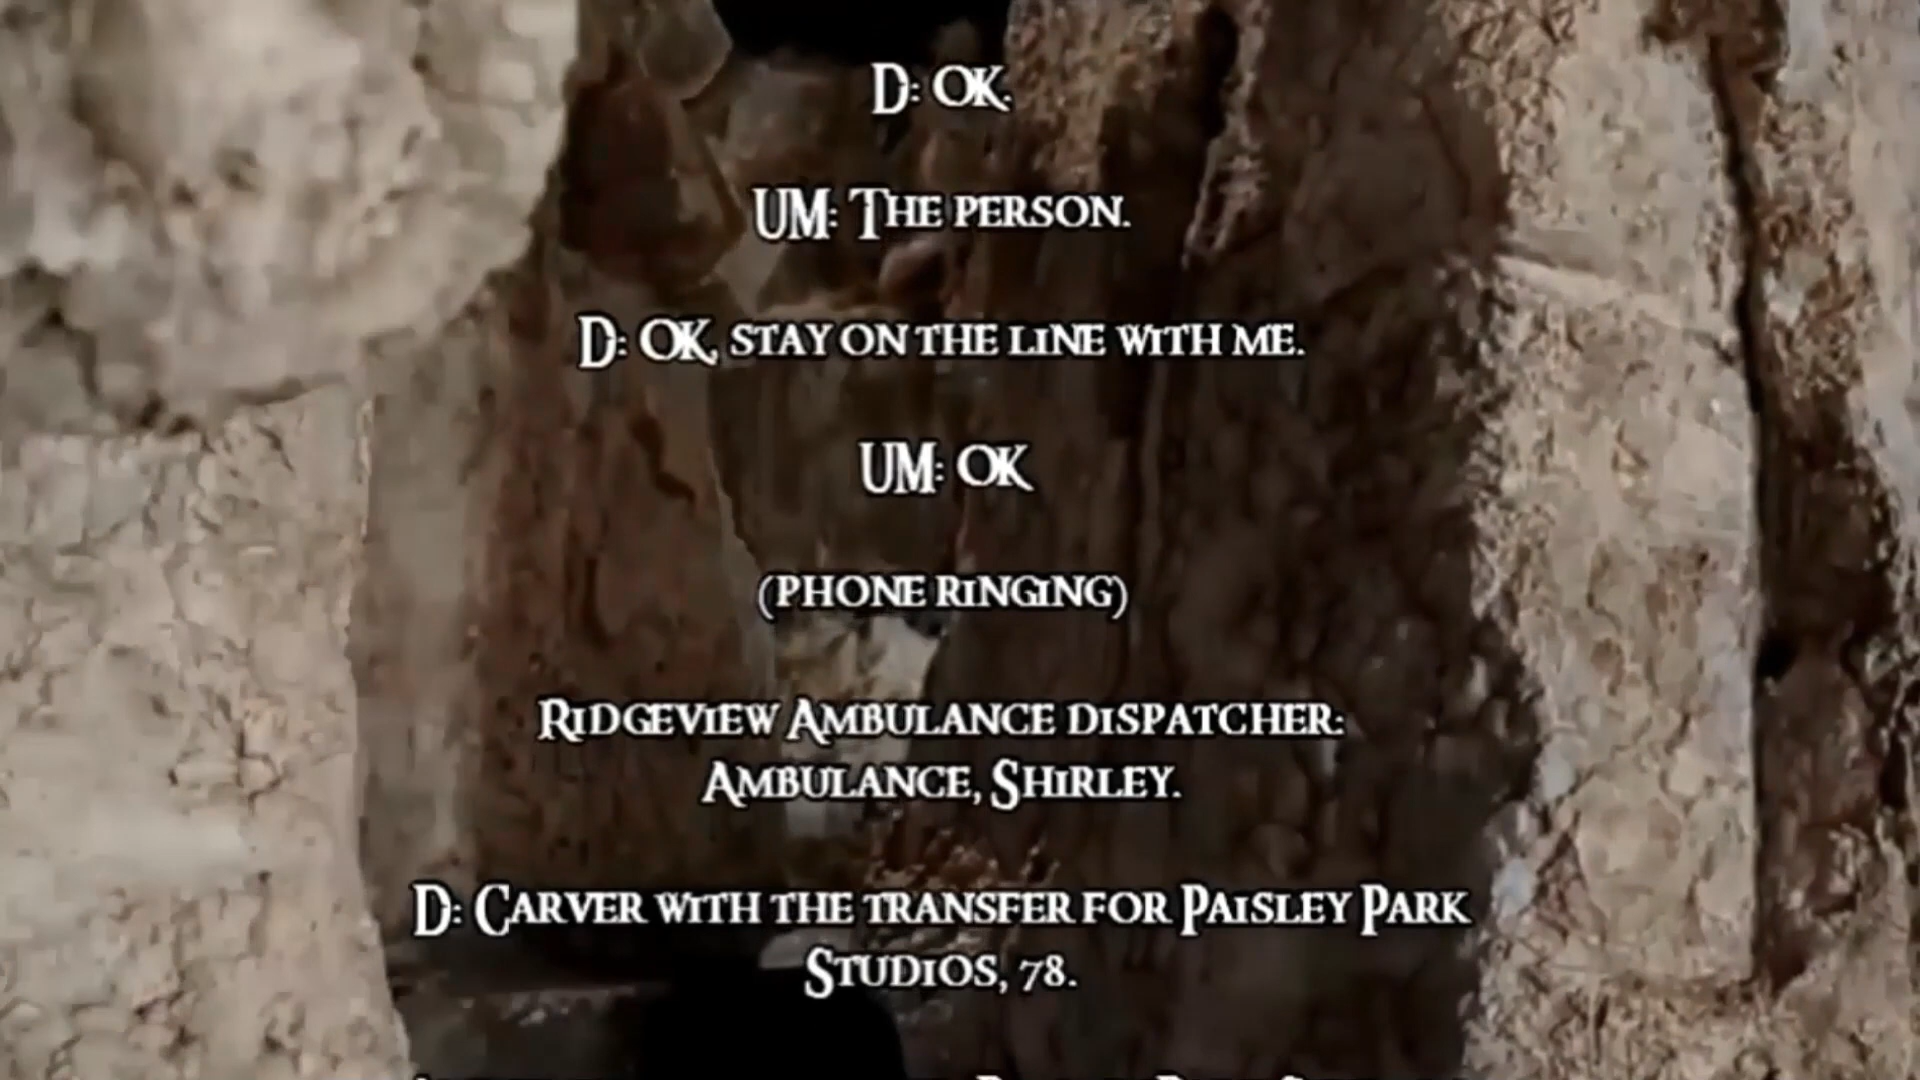 D: OK.
UM: The person.
D: OK, stay on the line with me.
UM: OK
(phone ringing)
Ridgeview Ambulance dispatcher:
Ambulance, Shirley.
D: Carver with the transfer for Paisley Park
Studios, 78.